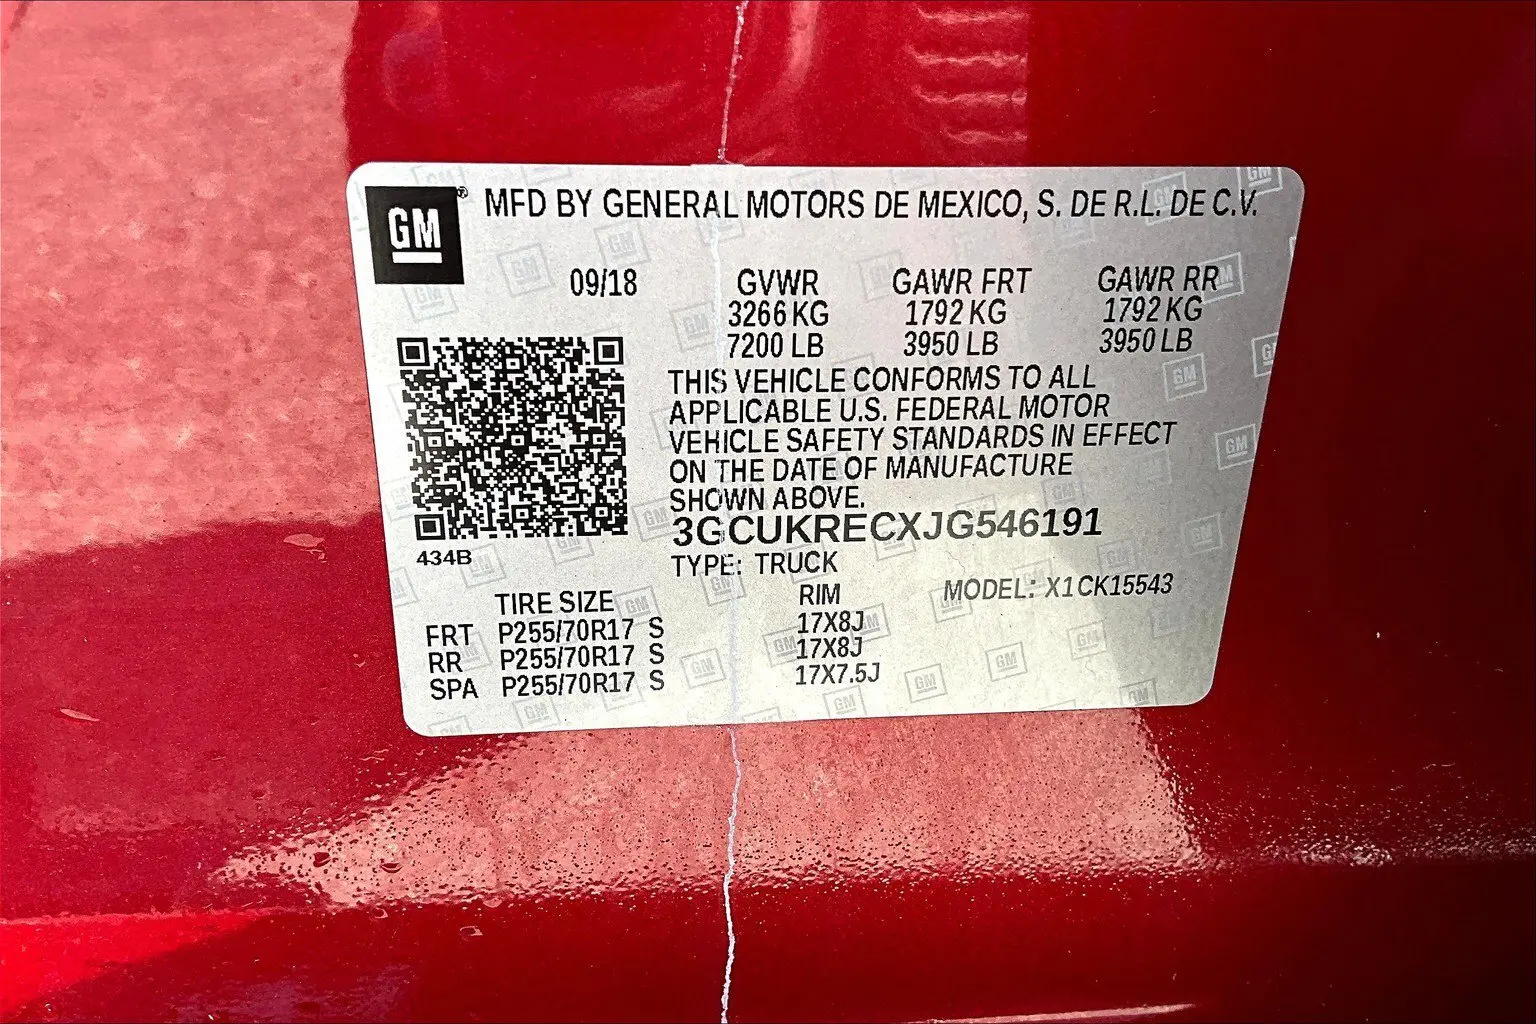 GM® MFD BY GENERAL MOTORS DE MEXICO, S. DE R.L. DE C.V.
09/18 GVWR GAWR FRT GAWR RR
3266 KG 1792 KG 1792 KG
7200 LB 3950 LB 3950 LB
THIS VEHICLE CONFORMS TO ALL
APPLICABLE U.S. FEDERAL MOTOR
VEHICLE SAFETY STANDARDS IN EFFECT
ON THE DATE OF MANUFACTURE
SHOWN ABOVE.
3GCUKRECXJG546191
434B
TYPE: TRUCK
MODEL: X1CK15543
TIRE SIZE RIM
FRT P255/70R17 S 17X8J
RR P255/70R17 S 17X8J
SPA P255/70R17 S 17X7.5J